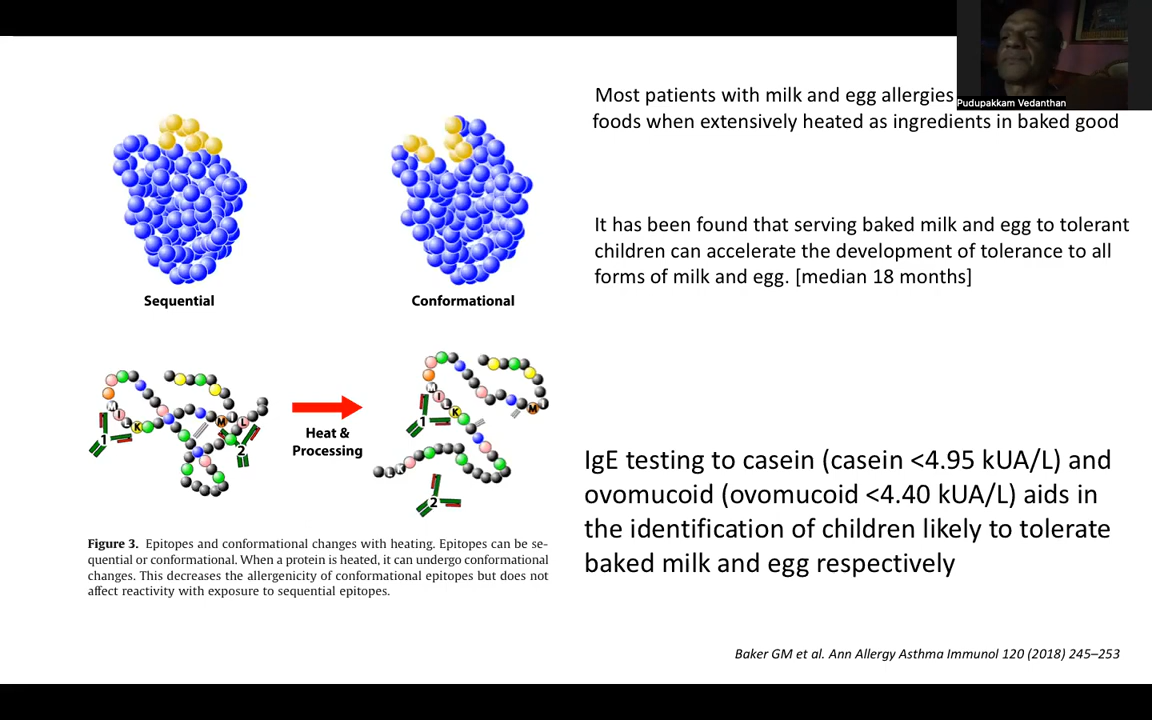 Most patients with milk and egg allergies
Pudupakkam Vedanthan
foods when extensively heated as ingredients in baked good
It has been found that serving baked milk and egg to tolerant
children can accelerate the development of tolerance to all
forms of milk and egg. [median 18 months]
Sequential
Conformational
M
I
L
K
M
I
L
1
2
Heat &
Processing
M
I
L
K
M
L
K
1
2
IgE testing to casein (casein <4.95 kUA/L) and
ovomucoid (ovomucoid <4.40 kUA/L) aids in
the identification of children likely to tolerate
baked milk and egg respectively
Figure 3. Epitopes and conformational changes with heating. Epitopes can be se-
quential or conformational. When a protein is heated, it can undergo conformational
changes. This decreases the allergenicity of conformational epitopes but does not
affect reactivity with exposure to sequential epitopes.
Baker GM et al. Ann Allergy Asthma Immunol 120 (2018) 245–253